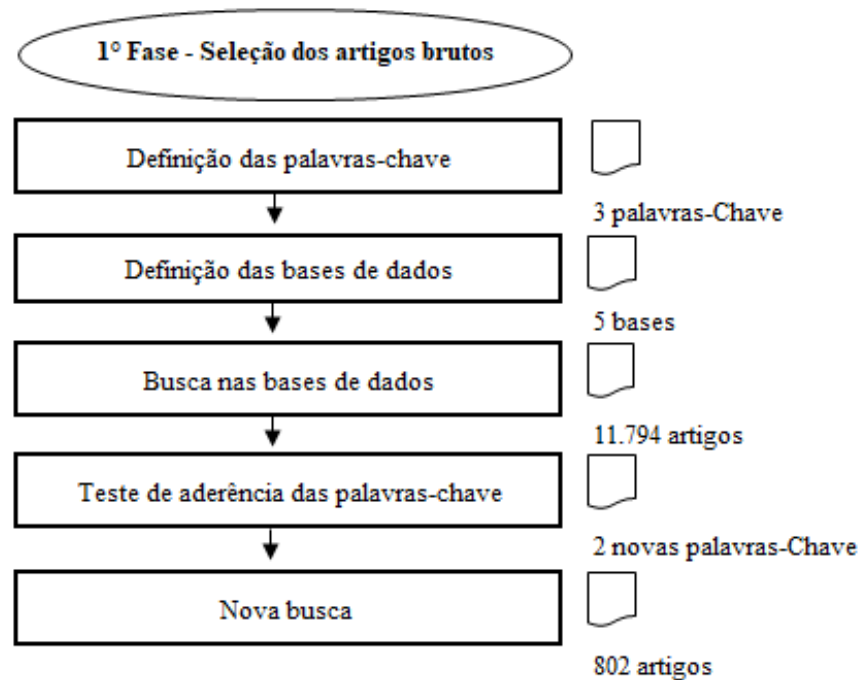 1° Fase - Seleção dos artigos brutos
Definição das palavras-chave
3 palavras-Chave
Definição das bases de dados
5 bases
Busca nas bases de dados
11.794 artigos
Teste de aderência das palavras-chave
2 novas palavras-Chave
Nova busca
802 artigos